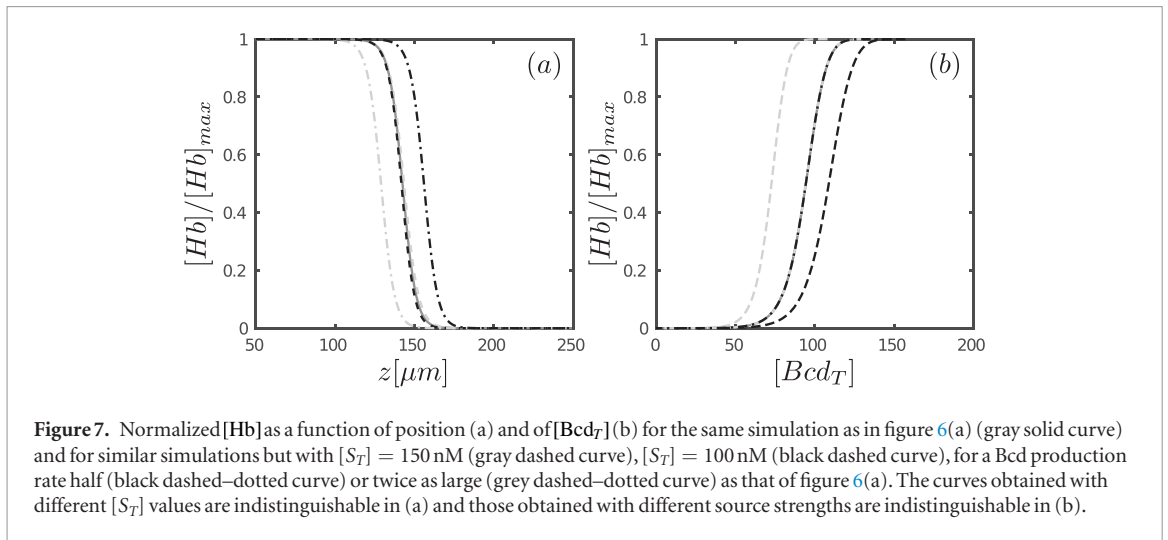 1
0.8
0.6
0.4
0.2
0
50 100 150 200 250
z[μm]
[Hb]/[Hb]max
(a)
1
0.8
0.6
0.4
0.2
0
0 50 100 150 200
[BcdT]
[Hb]/[Hb]max
(b)
Figure 7. Normalized [Hb] as a function of position (a) and of [BcdT] (b) for the same simulation as in figure 6(a) (gray solid curve)
and for similar simulations but with [ST] = 150 nM (gray dashed curve), [ST] = 100 nM (black dashed curve), for a Bcd production
rate half (black dashed–dotted curve) or twice as large (grey dashed–dotted curve) as that of figure 6(a). The curves obtained with
different [ST] values are indistinguishable in (a) and those obtained with different source strengths are indistinguishable in (b).